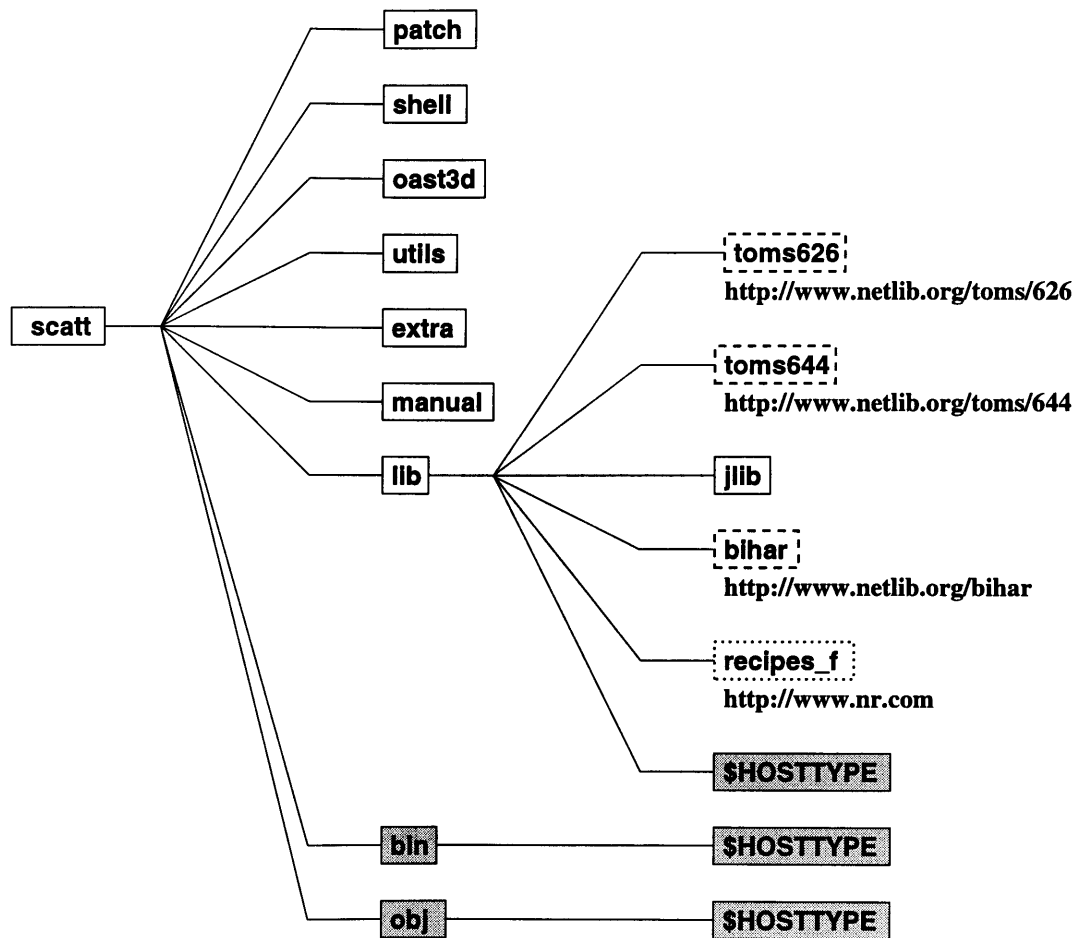 patch
shell
oast3d
utils
toms626
http://www.netlib.org/toms/626
scatt
extra
toms644
manual
http://www.netlib.org/toms/644
lib
jlib
bihar
http://www.netlib.org/bihar
recipes_f
http://www.nr.com
$HOSTTYPE
bin
$HOSTTYPE
obj
$HOSTTYPE